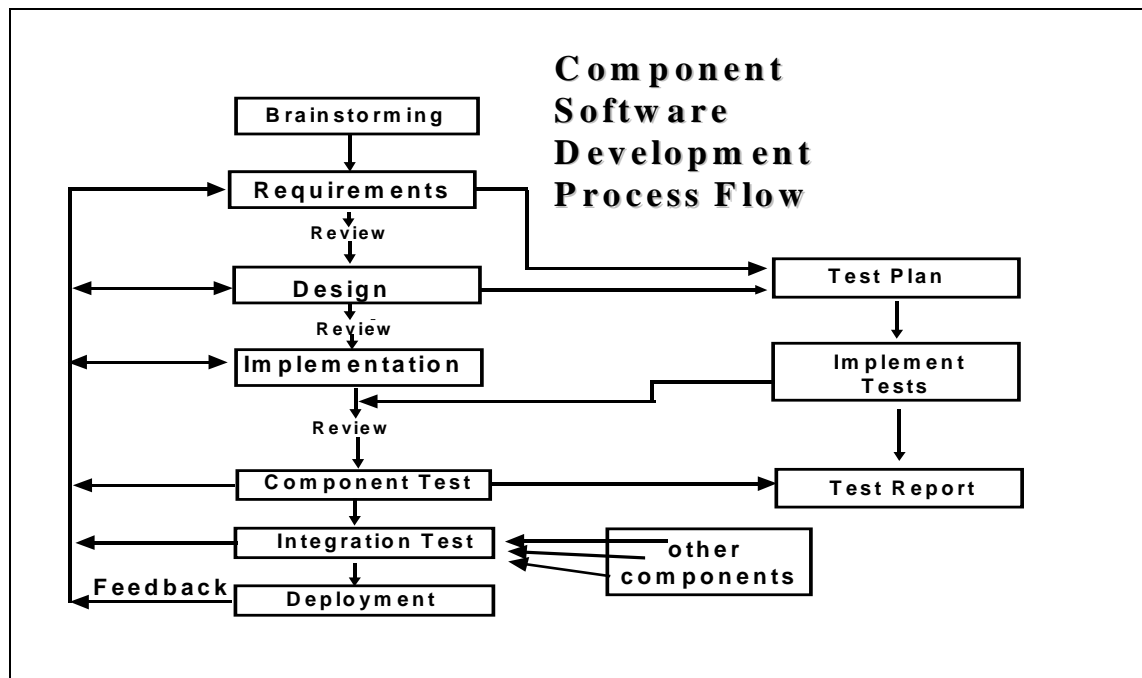 Component
Software
Development
Process Flow
Brainstorming
Requirements
Review
Design
Test Plan
Review
Implementation
Implement
Tests
Review
Component Test
Test Report
Integration Test
other
components
Feedback
Deployment